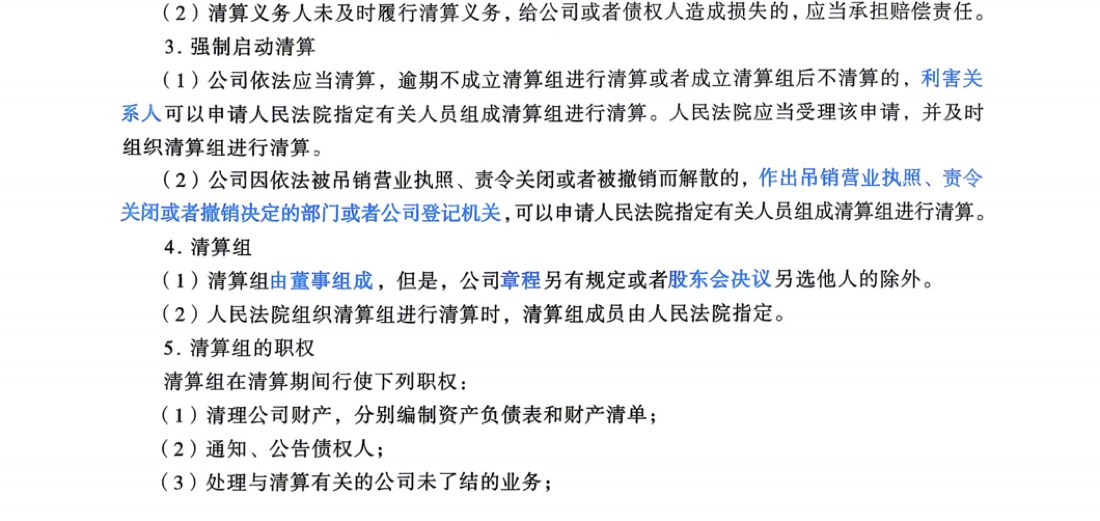 （2）清算义务人未及时履行清算义务，给公司或者债权人造成损失的，应当承担赔偿责任。
3. 强制启动清算
（1）公司依法应当清算，逾期不成立清算组进行清算或者成立清算组后不清算的，利害关
系人可以申请人民法院指定有关人员组成清算组进行清算。人民法院应当受理该申请，并及时
组织清算组进行清算。
（2）公司因依法被吊销营业执照、责令关闭或者被撤销而解散的，作出吊销营业执照、责令
关闭或者撤销决定的部门或者公司登记机关，可以申请人民法院指定有关人员组成清算组进行清算。
4. 清算组
（1）清算组由董事组成，但是，公司章程另有规定或者股东会决议另选他人的除外。
（2）人民法院组织清算组进行清算时，清算组成员由人民法院指定。
5. 清算组的职权
清算组在清算期间行使下列职权：
（1）清理公司财产，分别编制资产负债表和财产清单；
（2）通知、公告债权人；
（3）处理与清算有关的公司未了结的业务；